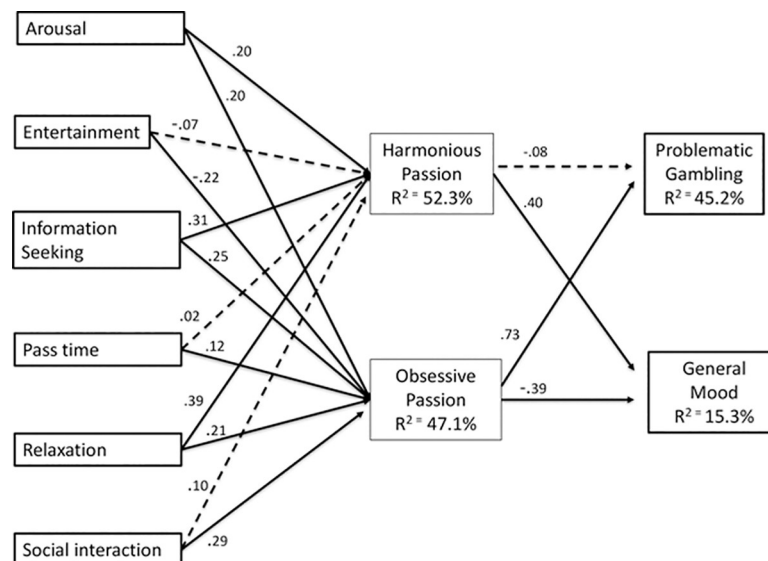 Arousal
.20
.20
Entertainment
-.07
-.22
Harmonious
Passion
R² = 52.3%
-.08
Problematic
Gambling
R² = 45.2%
.40
Information
Seeking
.31
.25
Pass time
.02
.12
.73
Obsessive
Passion
R² = 47.1%
-.39
General
Mood
R² = 15.3%
Relaxation
.39
.21
Social interaction
.10
.29